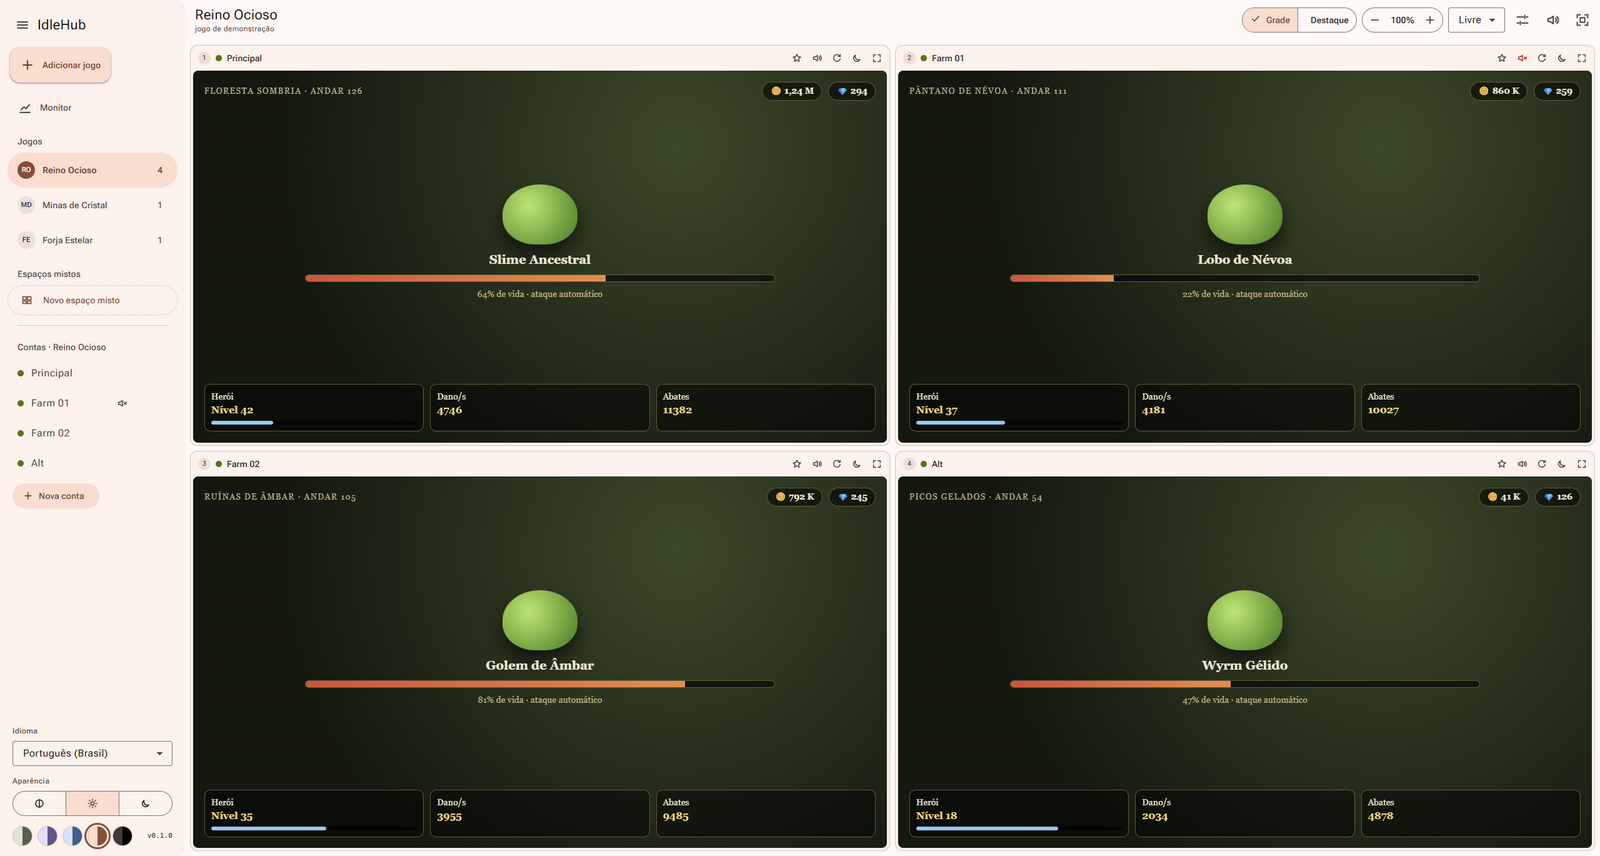 IdleHub
Adicionar jogo
Monitor
Jogos
RO Reino Ocioso 4
MD Minas de Cristal 1
FE Forja Estelar 1
Espaços mistos
Novo espaço misto
Contas · Reino Ocioso
Principal
Farm 01
Farm 02
Alt
Nova conta
Idioma
Português (Brasil)
Aparência
v0.1.0
Reino Ocioso
jogo de demonstração
Grade Destaque 100% Livre
1 Principal
FLORESTA SOMBRIA · ANDAR 126 1,24 M 294
Slime Ancestral
64% de vida · ataque automático
Herói Dano/s Abates
Nível 42 4746 11382
2 Farm 01
PÂNTANO DE NÉVOA · ANDAR 111 860 K 259
Lobo de Névoa
22% de vida · ataque automático
Herói Dano/s Abates
Nível 37 4181 10027
3 Farm 02
RUÍNAS DE ÂMBAR · ANDAR 105 792 K 245
Golem de Âmbar
81% de vida · ataque automático
Herói Dano/s Abates
Nível 35 3955 9485
4 Alt
PICOS GELADOS · ANDAR 54 41 K 126
Wyrm Gélido
47% de vida · ataque automático
Herói Dano/s Abates
Nível 18 2034 4878